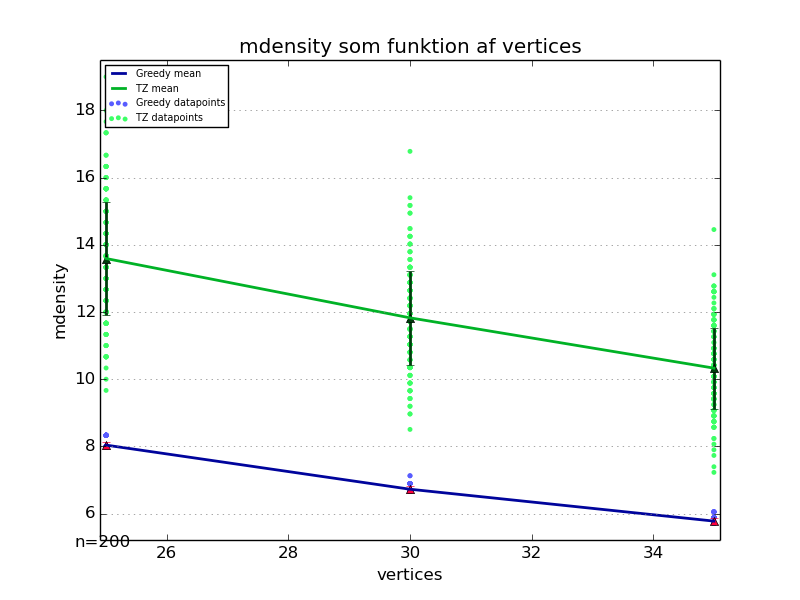 mdensity som funktion af vertices
Greedy mean
TZ mean
Greedy datapoints
TZ datapoints
18
16
14
12
10
8
6
mdensity
n=200
26
28
30
32
34
vertices